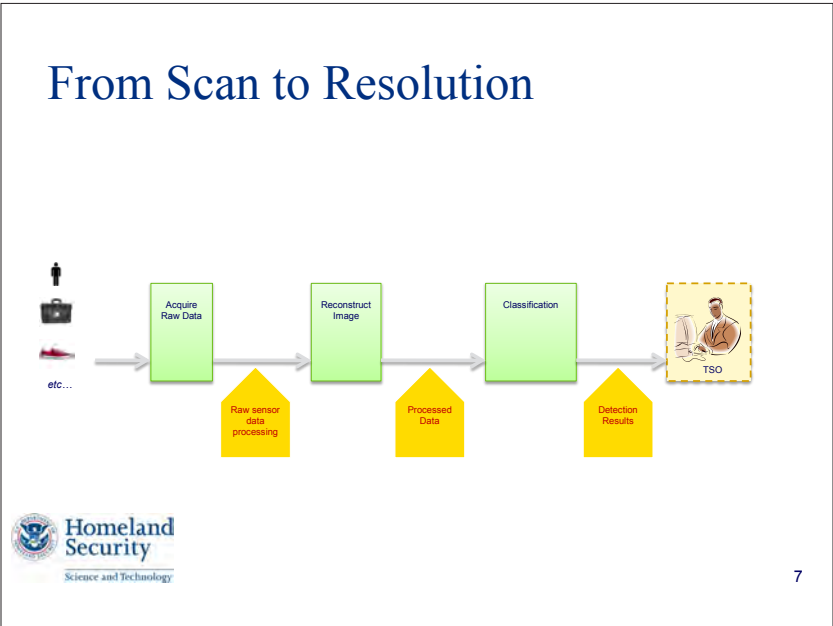 From Scan to Resolution
Acquire
Raw Data
Reconstruct
Image
Classification
TSO
etc…
Raw sensor
data
processing
Processed
Data
Detection
Results
Homeland
Security
Science and Technology
7